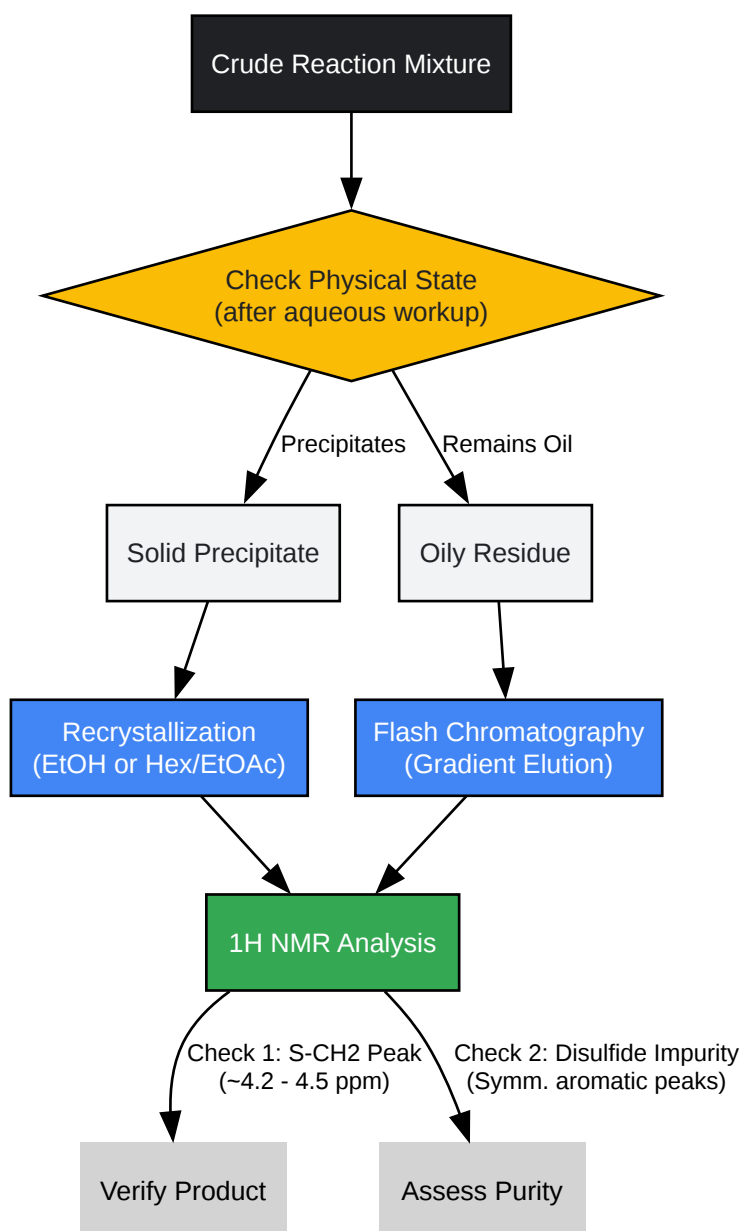 Crude Reaction Mixture
Check Physical State
(after aqueous workup)
Precipitates
Remains Oil
Solid Precipitate
Oily Residue
Recrystallization
(EtOH or Hex/EtOAc)
Flash Chromatography
(Gradient Elution)
1H NMR Analysis
Check 1: S-CH2 Peak
(~4.2 - 4.5 ppm)
Check 2: Disulfide Impurity
(Symm. aromatic peaks)
Verify Product
Assess Purity